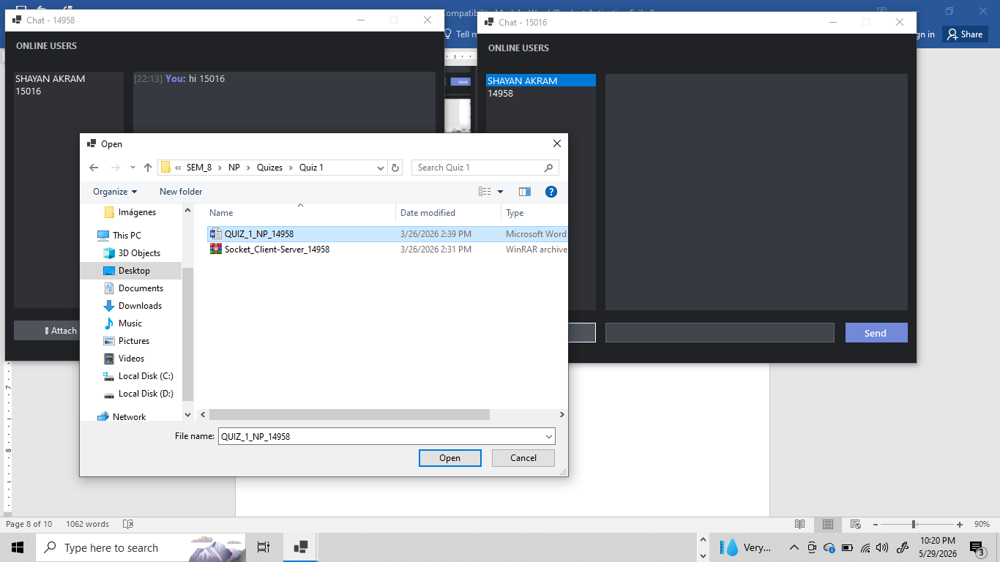 ompatibility Mode] - Word (Product Activation Failed)
Tell m
gn in
Share
Chat - 14958
ONLINE USERS
SHAYAN AKRAM
15016
[22:13] You: hi 15016
Attach
Send
Chat - 15016
ONLINE USERS
SHAYAN AKRAM
14958
Send
Open
« SEM_8 › NP › Quizes › Quiz 1
Search Quiz 1
Organize
New folder
Imágenes
This PC
3D Objects
Desktop
Documents
Downloads
Music
Pictures
Videos
Local Disk (C:)
Local Disk (D:)
Network
Name Date modified Type
QUIZ_1_NP_14958 3/26/2026 2:39 PM Microsoft Word
Socket_Client-Server_14958 3/26/2026 2:31 PM WinRAR archive
File name: QUIZ_1_NP_14958
Open
Cancel
7
8
Page 8 of 10 1062 words
90%
Type here to search
Very...
10:20 PM
5/29/2026
3